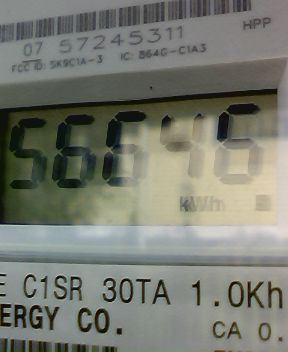 07 57245311
HPP
FCC ID: SK9C1A-3 IC: 864G-C1A3
56646
kWh
E C1SR 30TA 1.0Kh
ERGY CO.
CA 0.